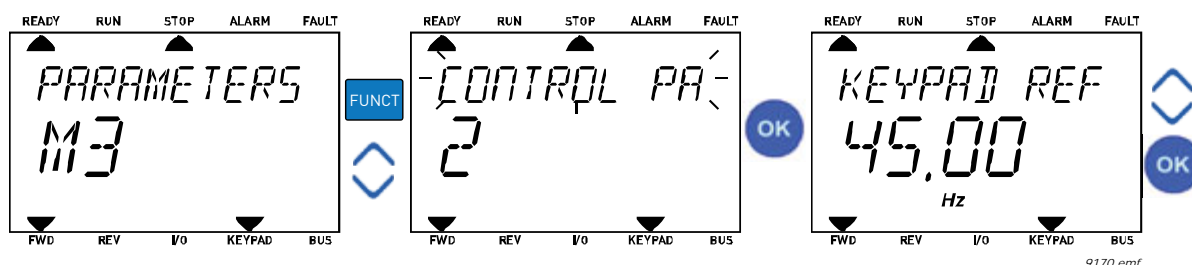 READY RUN STOP ALARM FAULT
PARAMETERS
M3
FWD REV I/O KEYPAD BUS
FUNCT
READY RUN STOP ALARM FAULT
CONTROL PA
2
FWD REV I/O KEYPAD BUS
OK
READY RUN STOP ALARM FAULT
KEYPAD REF
45.00
Hz
FWD REV I/O KEYPAD BUS
OK
9170.emf